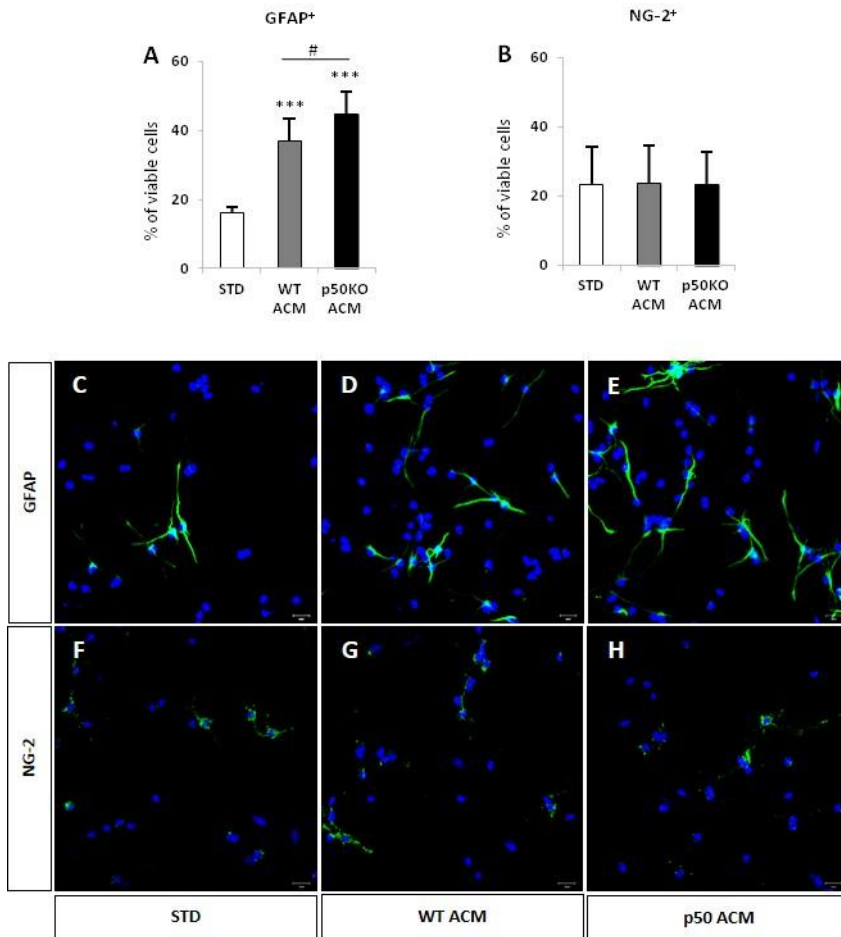 GFAP+
NG-2+
A
B
#
***
***
60
40
20
0
% of viable cells
STD
WT
ACM
p50KO
ACM
60
40
20
0
% of viable cells
STD
WT
ACM
p50KO
ACM
GFAP
C
D
E
NG-2
F
G
H
STD
WT ACM
p50 ACM